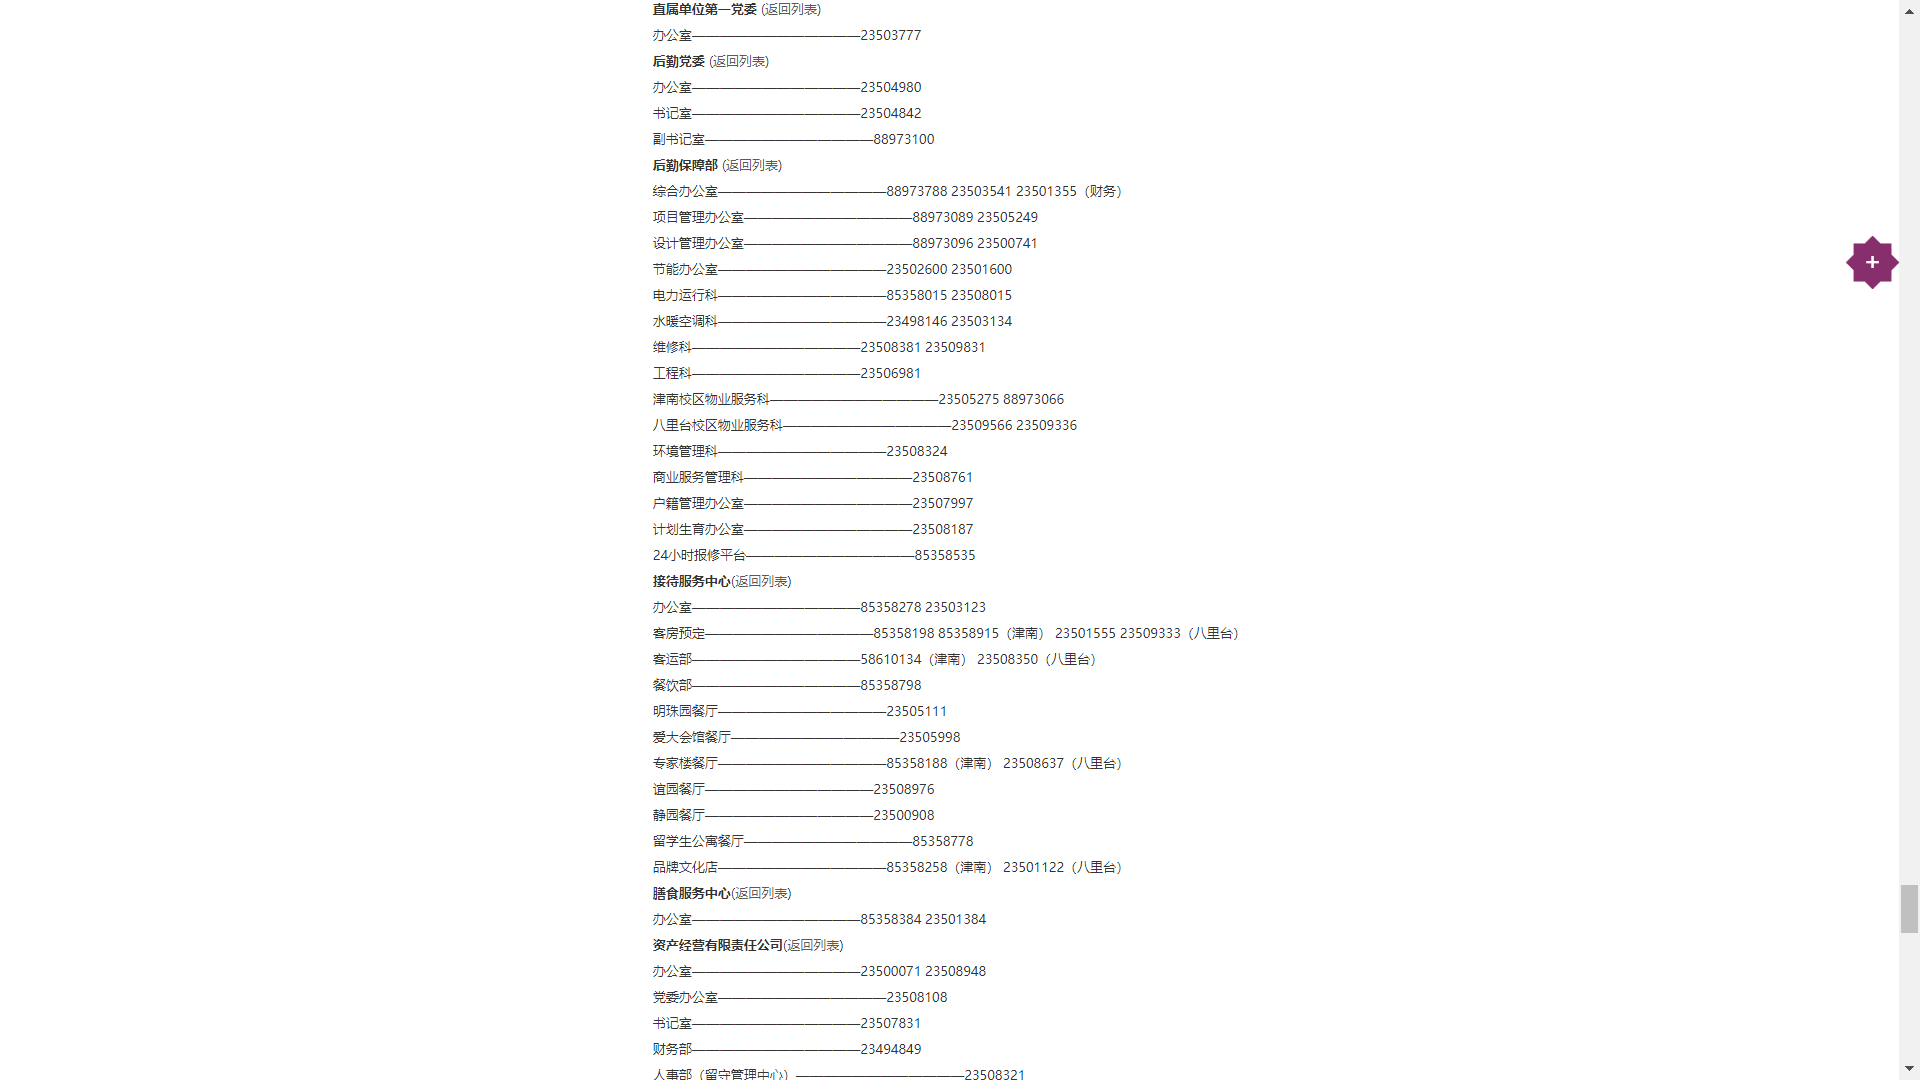 直属单位第一党委 (返回列表)
办公室————————————23503777
后勤党委 (返回列表)
办公室————————————23504980
书记室————————————23504842
副书记室————————————88973100
后勤保障部 (返回列表)
综合办公室————————————88973788 23503541 23501355（财务）
项目管理办公室————————————88973089 23505249
设计管理办公室————————————88973096 23500741
节能办公室————————————23502600 23501600
电力运行科————————————85358015 23508015
水暖空调科————————————23498146 23503134
维修科————————————23508381 23509831
工程科————————————23506981
津南校区物业服务科————————————23505275 88973066
八里台校区物业服务科————————————23509566 23509336
环境管理科————————————23508324
商业服务管理科————————————23508761
户籍管理办公室————————————23507997
计划生育办公室————————————23508187
24小时报修平台————————————85358535
接待服务中心(返回列表)
办公室————————————85358278 23503123
客房预定————————————85358198 85358915（津南） 23501555 23509333（八里台）
客运部————————————58610134（津南） 23508350（八里台）
餐饮部————————————85358798
明珠园餐厅————————————23505111
爱大会馆餐厅————————————23505998
专家楼餐厅————————————85358188（津南） 23508637（八里台）
谊园餐厅————————————23508976
静园餐厅————————————23500908
留学生公寓餐厅————————————85358778
品牌文化店————————————85358258（津南） 23501122（八里台）
膳食服务中心(返回列表)
办公室————————————85358384 23501384
资产经营有限责任公司(返回列表)
办公室————————————23500071 23508948
党委办公室————————————23508108
书记室————————————23507831
财务部————————————23494849
人事部（留守管理中心）————————————23508321